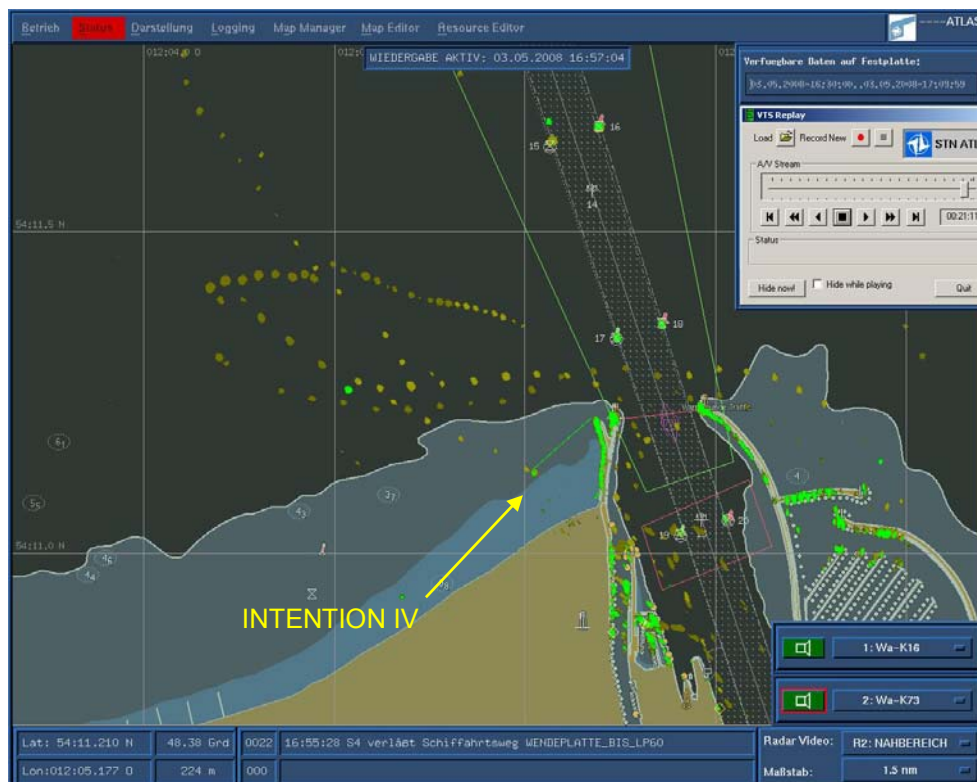 Betrieb Status Darstellung Logging Map Manager Map Editor Resource Editor
----ATLAS
012:04.0 O
WIEDERGABE AKTIV: 03.05.2008 16:57:04
Verfuegbare Daten auf Festplatte:
03.05.2008-16:30:00..03.05.2008-17:09:59
VTS Replay
Load Record New STN ATL
A/V Stream
00:21:11
Status
Hide now! Hide while playing Quit
16
15
14
54:11.5 N
18
17
54:11.0 N
19
20
INTENTION IV
1: Wa-K16
2: Wa-K73
Lat: 54:11.210 N 48.38 Grd 0022 16:55:28 S4 verläßt Schiffahrtsweg WENDEPLATTE_BIS_LP60
Radar Video: R2: NAHBEREICH
Lon:012:05.177 O 224 m 000
Maßstab: 1.5 nm